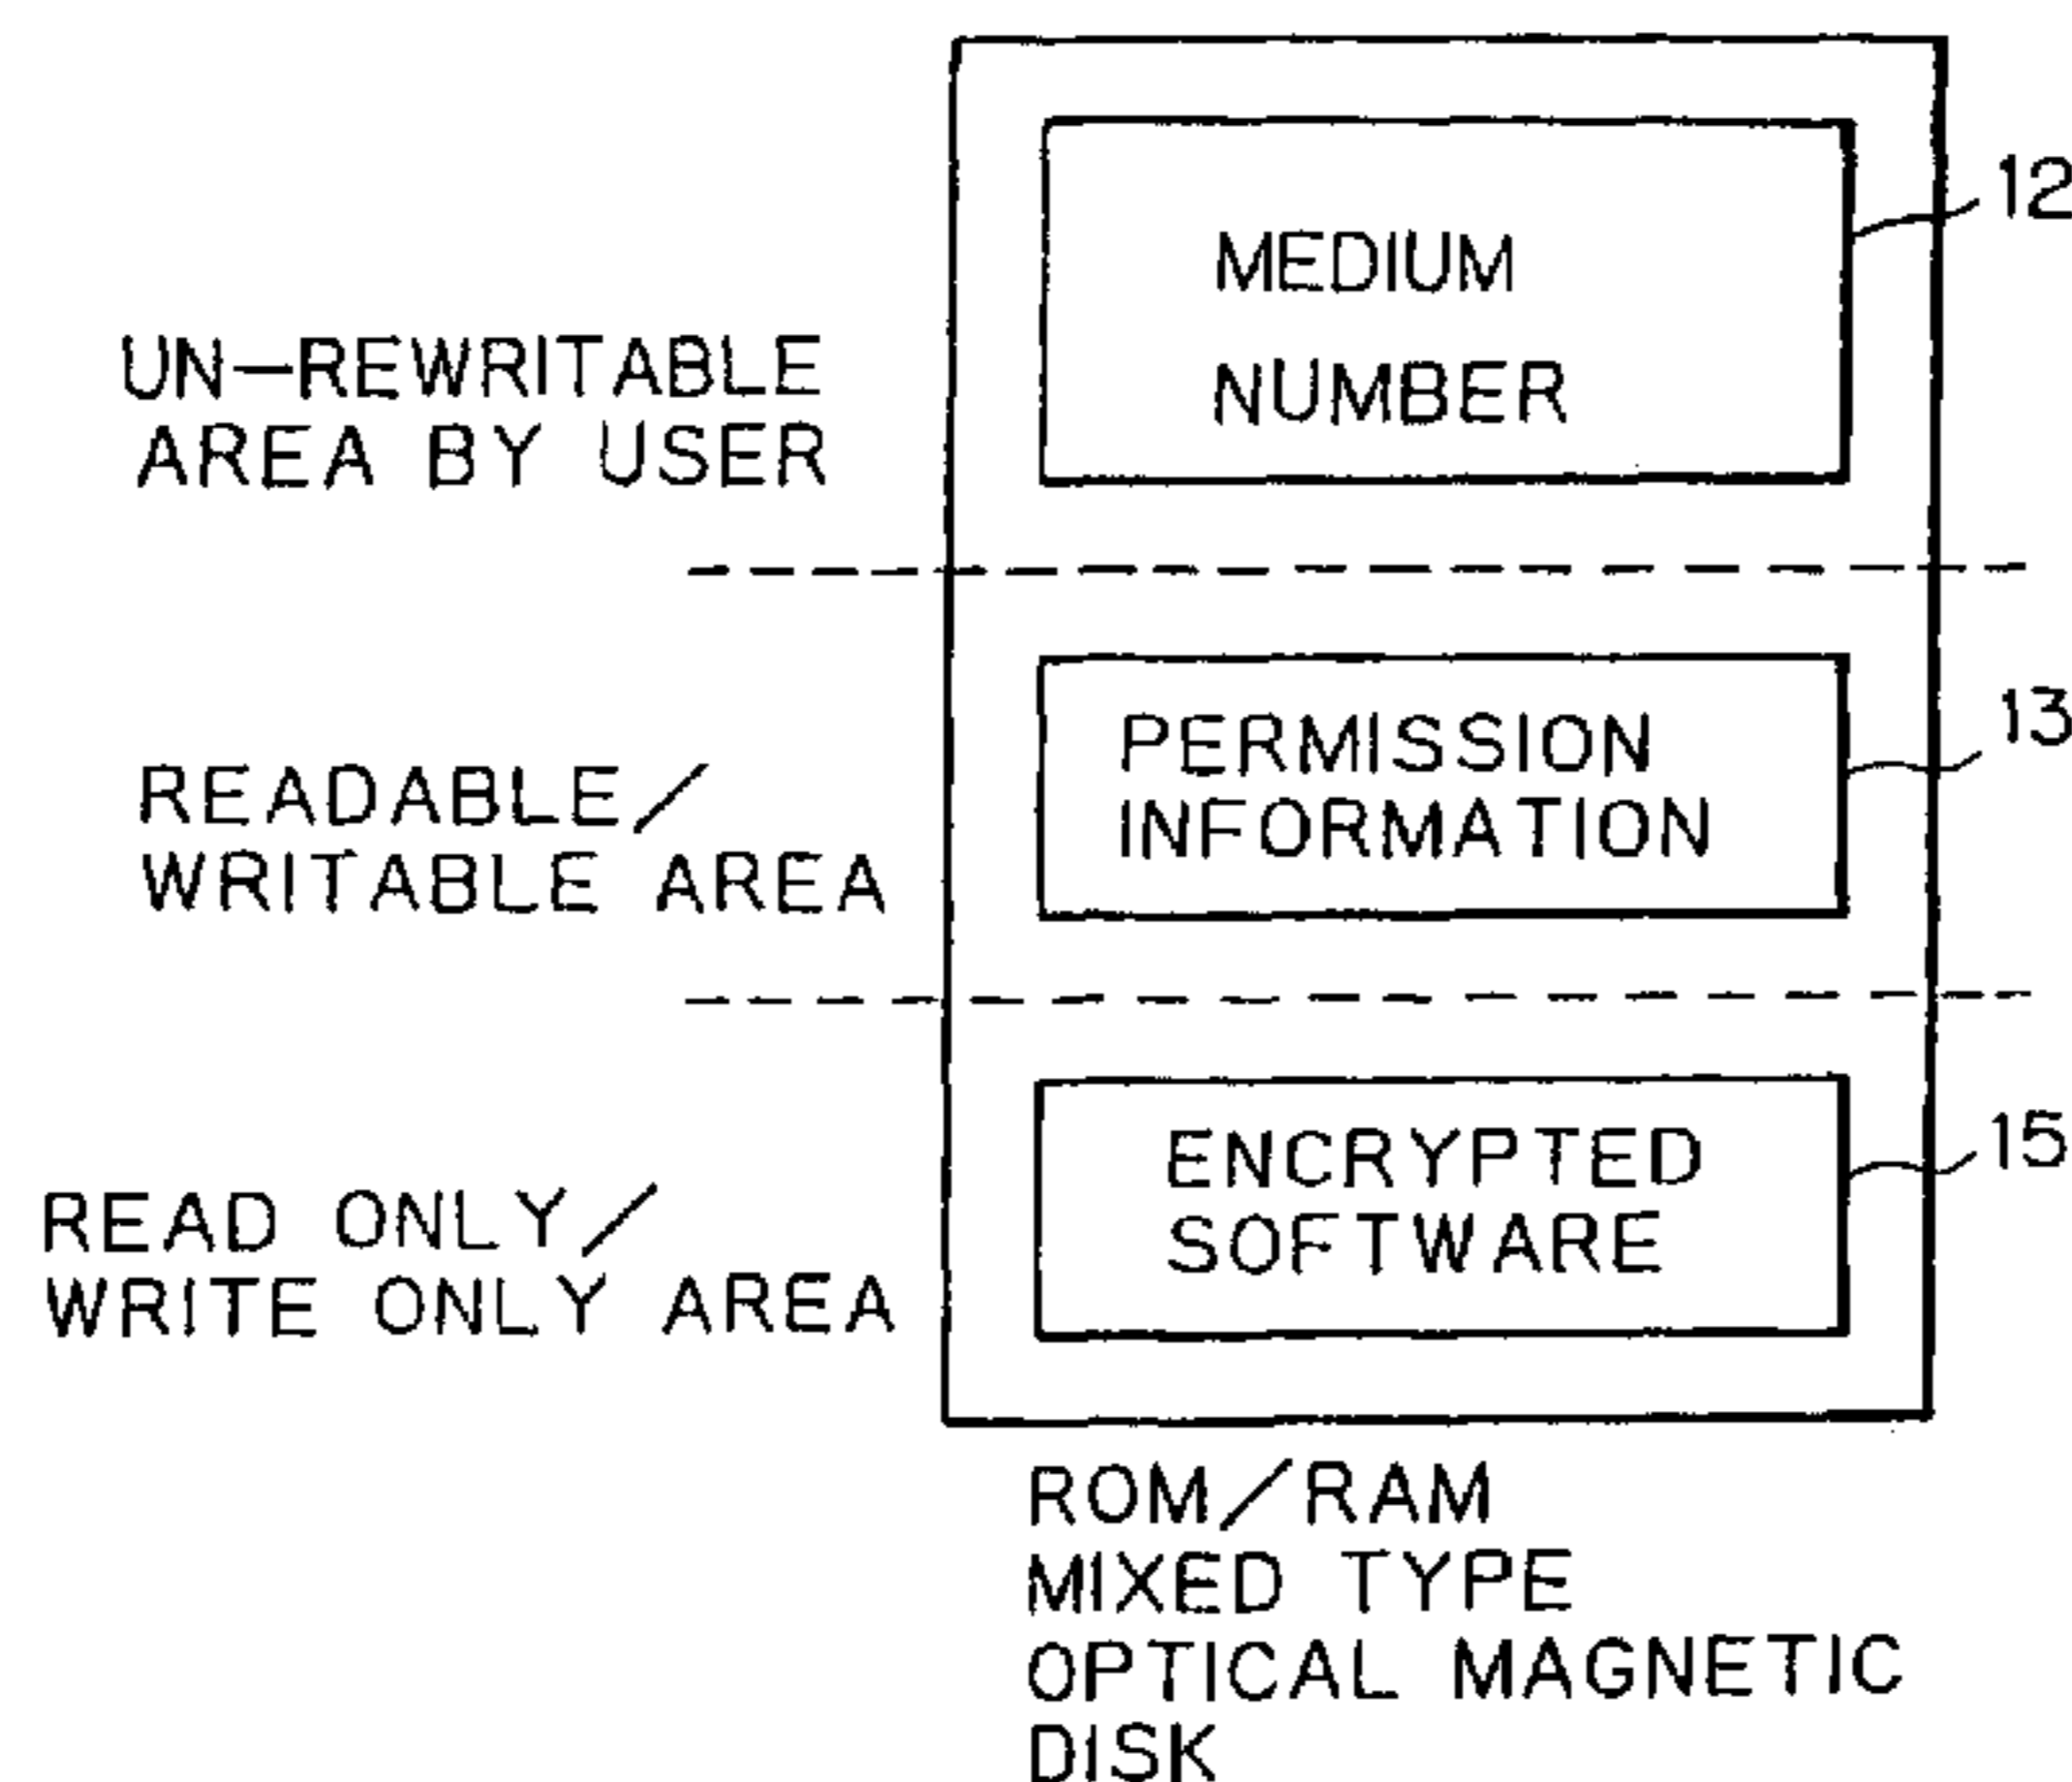 MEDIUM
NUMBER
12
UN-REWRITABLE
AREA BY USER
PERMISSION
INFORMATION
13
READABLE/
WRITABLE AREA
ENCRYPTED
SOFTWARE
15
READ ONLY/
WRITE ONLY AREA
ROM/RAM
MIXED TYPE
OPTICAL MAGNETIC
DISK